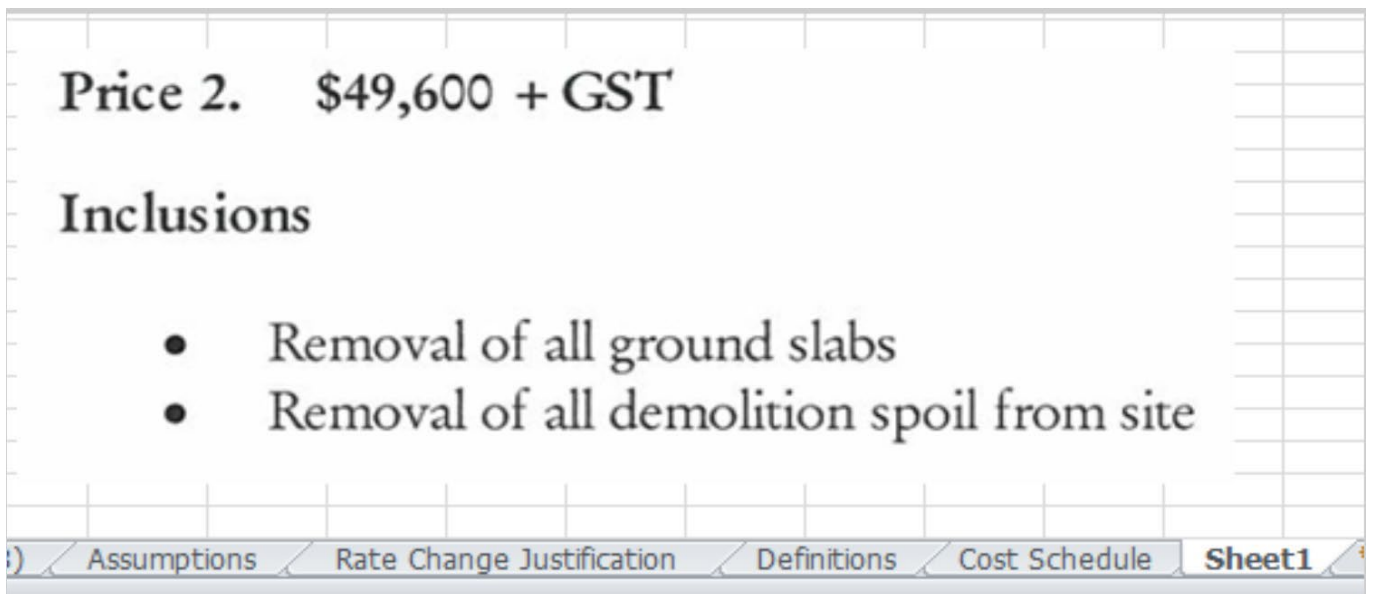 Price 2. $49,600 + GST
Inclusions
• Removal of all ground slabs
• Removal of all demolition spoil from site
) Assumptions Rate Change Justification Definitions Cost Schedule Sheet1